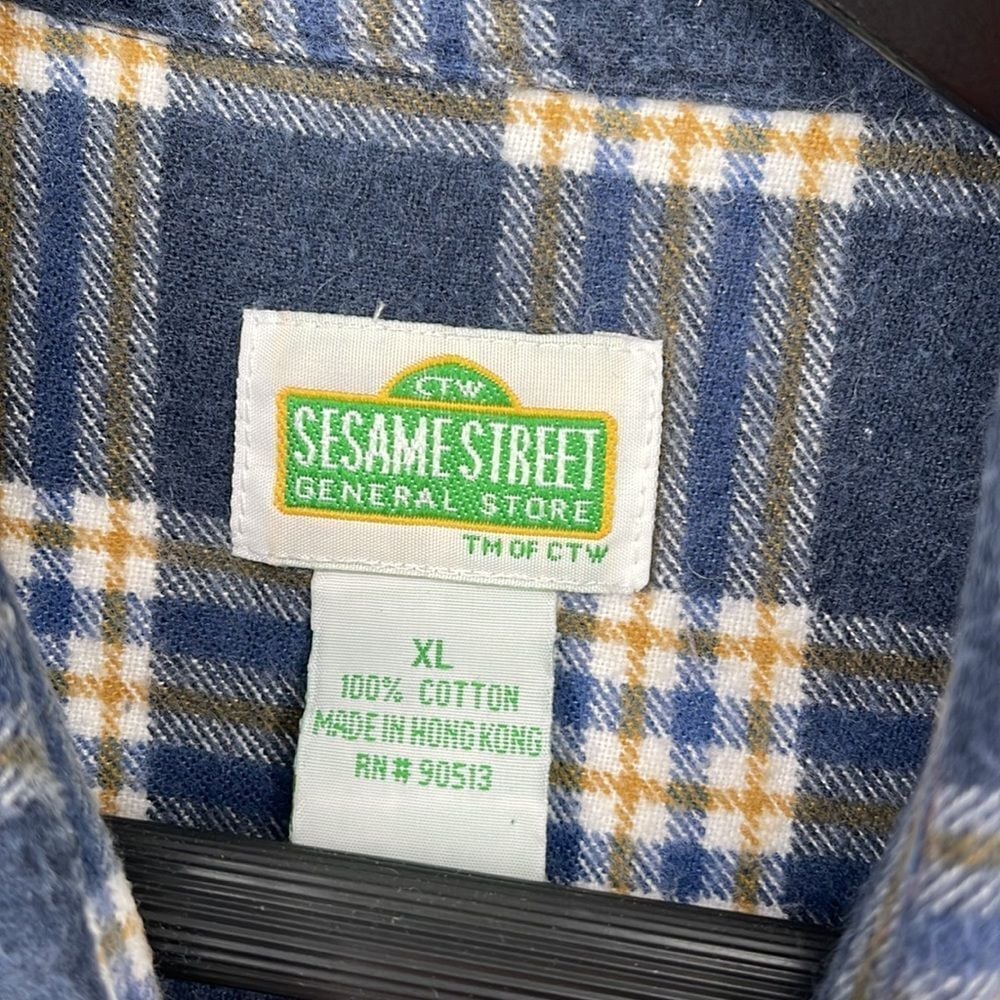 CTW
SESAME STREET
GENERAL STORE
TM OF CTW
XL
100% COTTON
MADE IN HONG KONG
RN # 90513